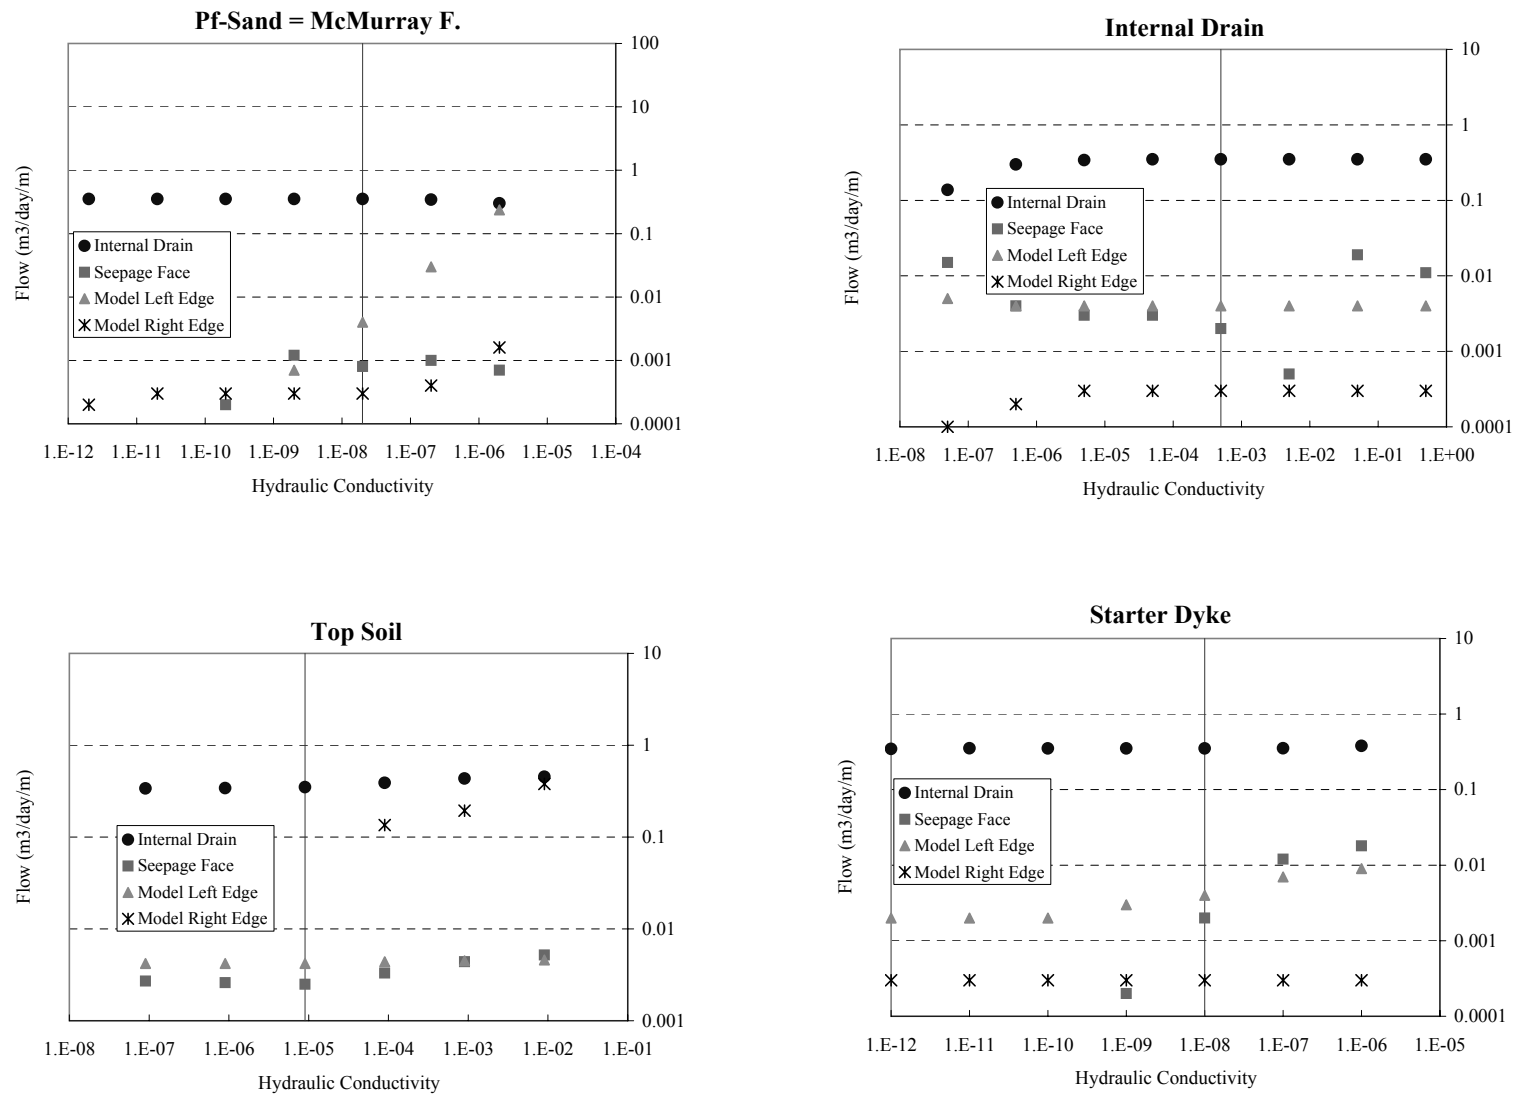 Pf-Sand = McMurray F.
100
10
1
0.1
0.01
0.001
0.0001
Flow (m3/day/m)
Internal Drain
Seepage Face
Model Left Edge
Model Right Edge
1.E-12 1.E-11 1.E-10 1.E-09 1.E-08 1.E-07 1.E-06 1.E-05 1.E-04
Hydraulic Conductivity
Internal Drain
10
1
0.1
0.01
0.001
0.0001
Flow (m3/day/m)
Internal Drain
Seepage Face
Model Left Edge
Model Right Edge
1.E-08 1.E-07 1.E-06 1.E-05 1.E-04 1.E-03 1.E-02 1.E-01 1.E+00
Hydraulic Conductivity
Top Soil
10
1
0.1
0.01
0.001
Flow (m3/day/m)
Internal Drain
Seepage Face
Model Left Edge
Model Right Edge
1.E-08 1.E-07 1.E-06 1.E-05 1.E-04 1.E-03 1.E-02 1.E-01
Hydraulic Conductivity
Starter Dyke
10
1
0.1
0.01
0.001
0.0001
Flow (m3/day/m)
Internal Drain
Seepage Face
Model Left Edge
Model Right Edge
1.E-12 1.E-11 1.E-10 1.E-09 1.E-08 1.E-07 1.E-06 1.E-05
Hydraulic Conductivity